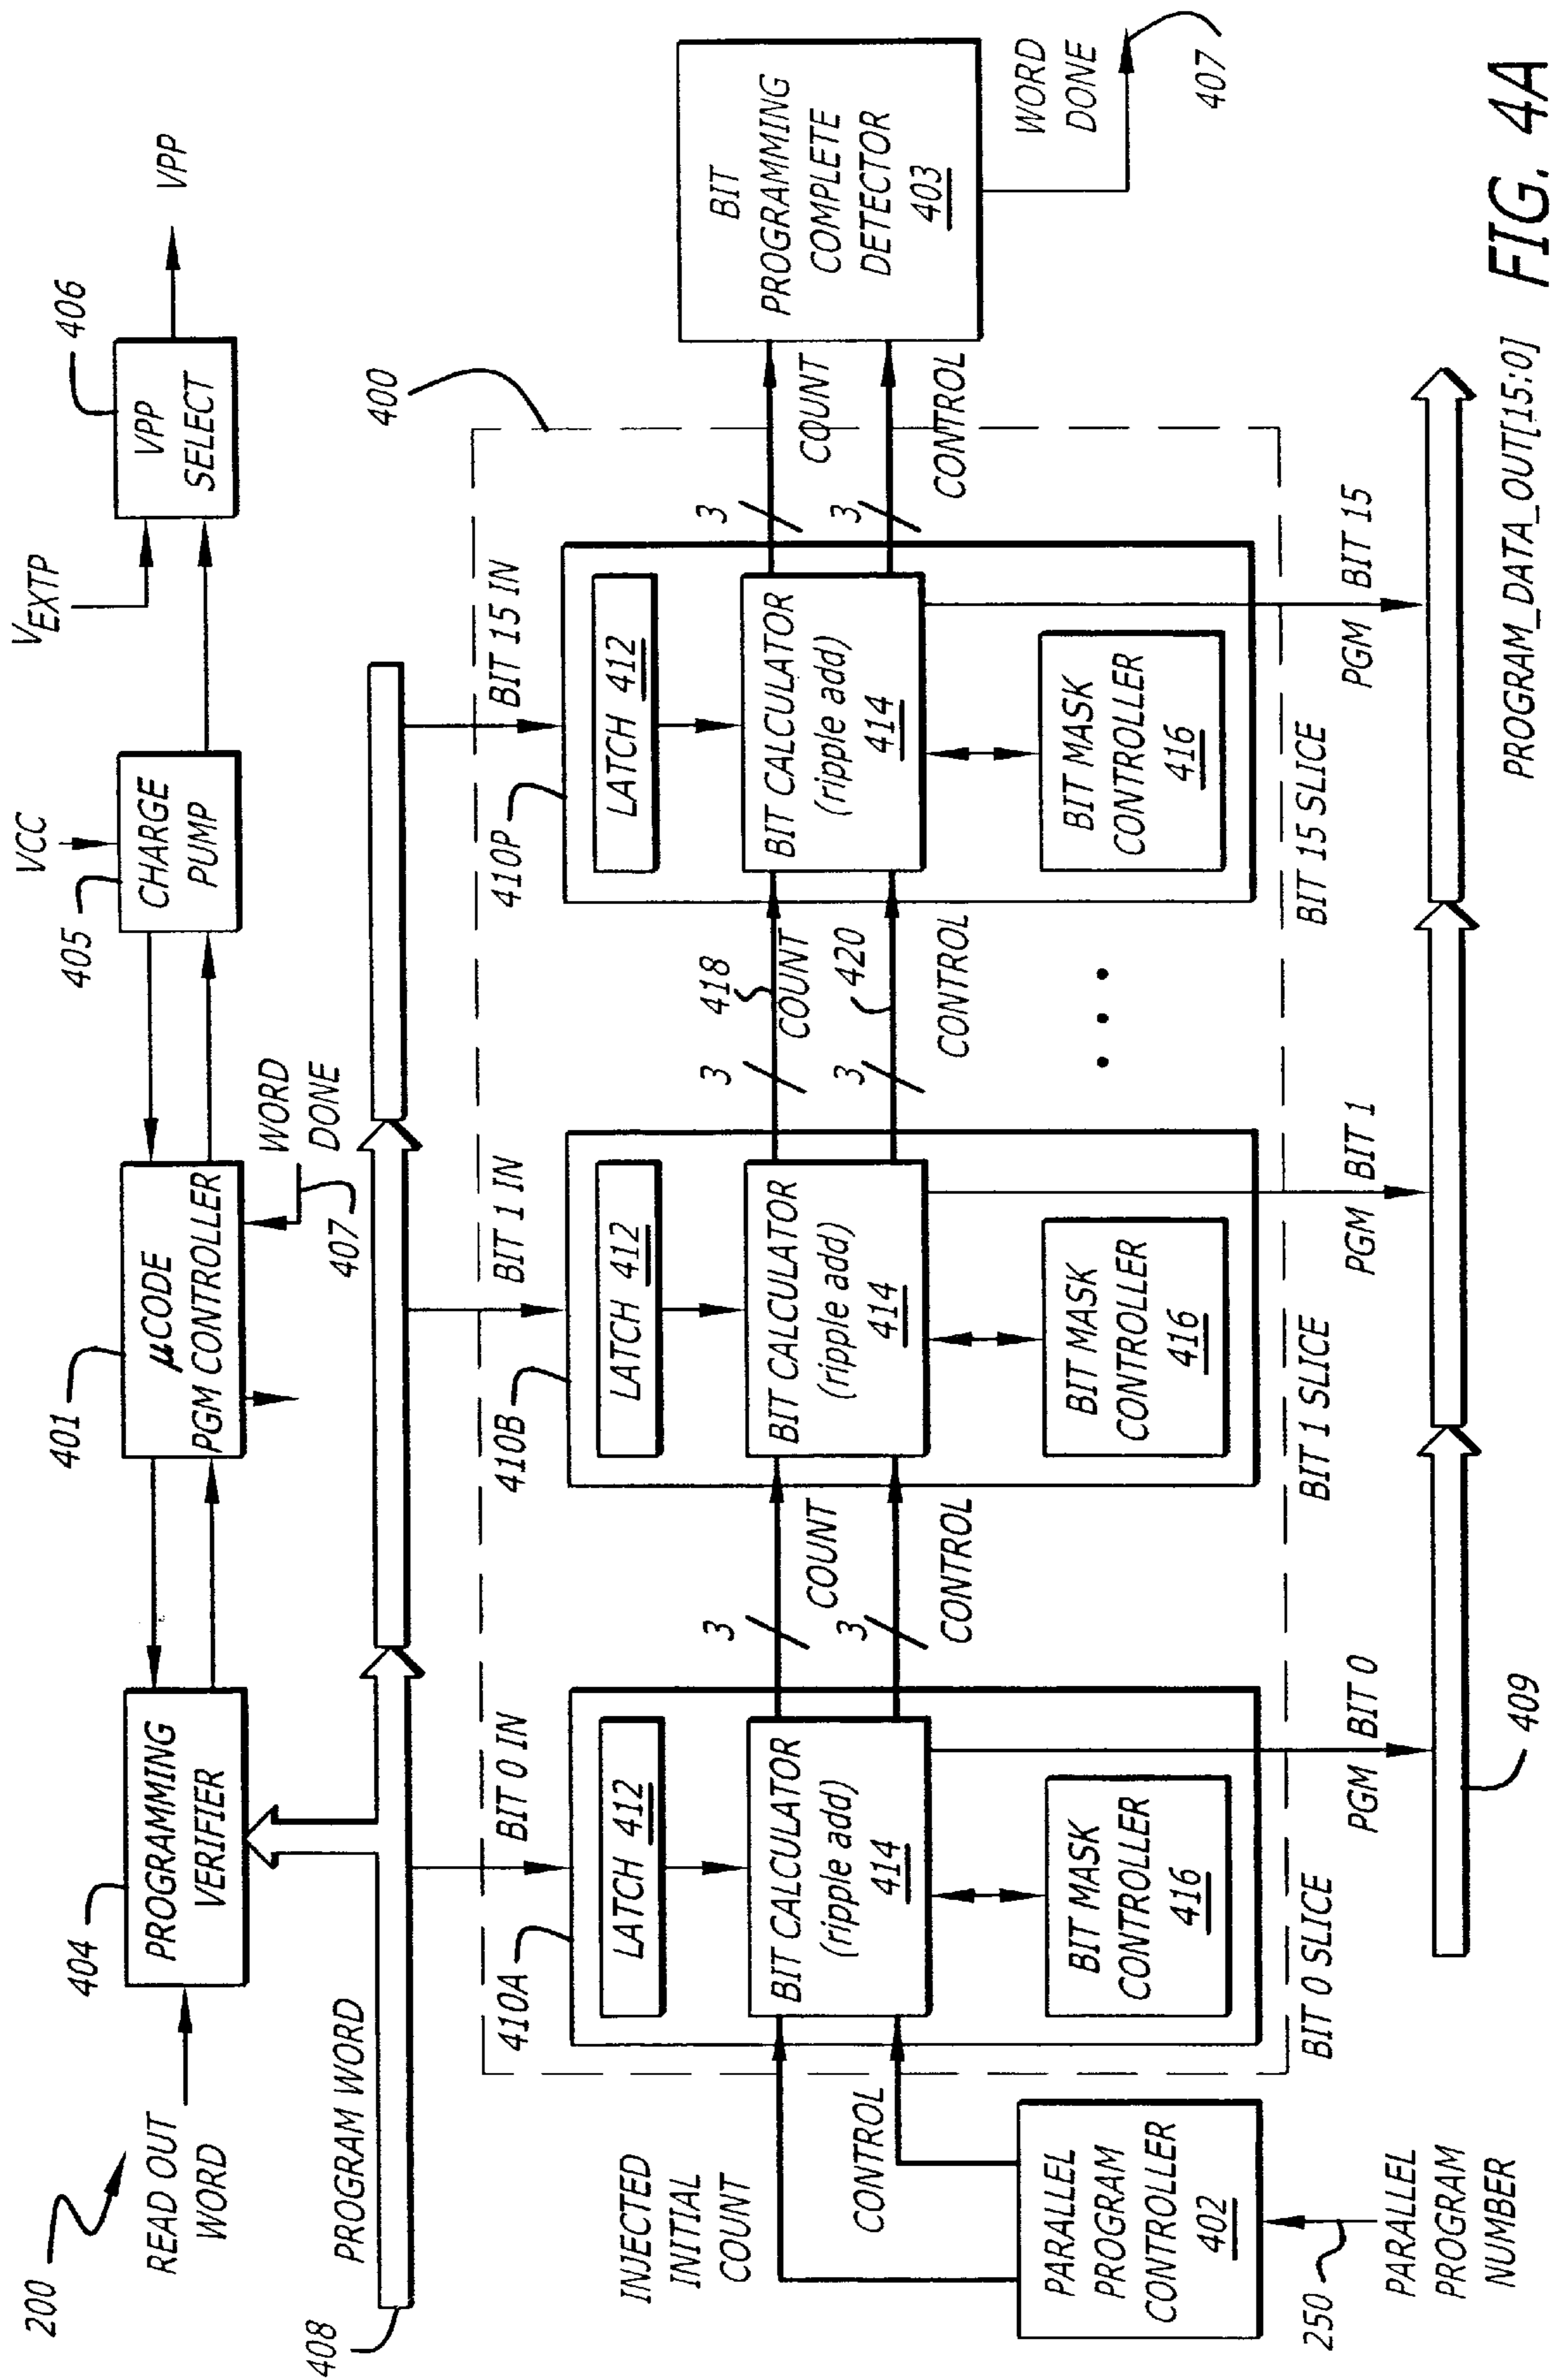 200
READ OUT
WORD
404
PROGRAMMING
VERIFIER
401
μCODE
PGM CONTROLLER
WORD
DONE
407
405
VCC
CHARGE
PUMP
VEXTP
406
VPP
SELECT
VPP
408
PROGRAM WORD
BIT 0 IN
BIT 1 IN
BIT 15 IN
400
410A
LATCH 412
BIT CALCULATOR
(ripple add)
414
BIT MASK
CONTROLLER
416
BIT 0 SLICE
410B
LATCH 412
BIT CALCULATOR
(ripple add)
414
BIT MASK
CONTROLLER
416
BIT 1 SLICE
410P
LATCH 412
BIT CALCULATOR
(ripple add)
414
BIT MASK
CONTROLLER
416
BIT 15 SLICE
INJECTED
INITIAL
COUNT
CONTROL
3
COUNT
3
CONTROL
3
418
COUNT
3
420
CONTROL
• • •
3
COUNT
3
CONTROL
BIT
PROGRAMMING
COMPLETE
DETECTOR
403
WORD
DONE
407
PARALLEL
PROGRAM
CONTROLLER
402
250
PARALLEL
PROGRAM
NUMBER
PGM BIT 0
PGM BIT 1
PGM BIT 15
409
PROGRAM_DATA_OUT[15:0]
FIG. 4A